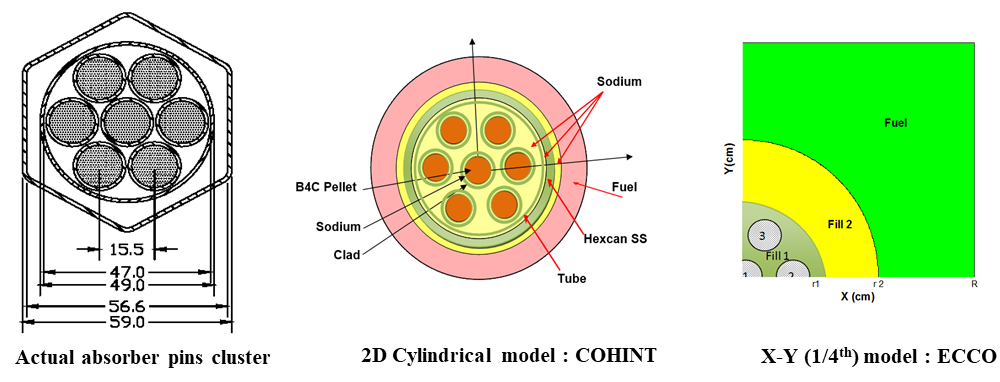 15.5
47.0
49.0
56.6
59.0
Actual absorber pins cluster
Sodium
B4C Pellet
Fuel
Sodium
Hexcan SS
Clad
Tube
2D Cylindrical model : COHINT
Fuel
Y(cm)
Fill 2
3
Fill 1
1
2
r1
r 2
R
X (cm)
X-Y (1/4th) model : ECCO